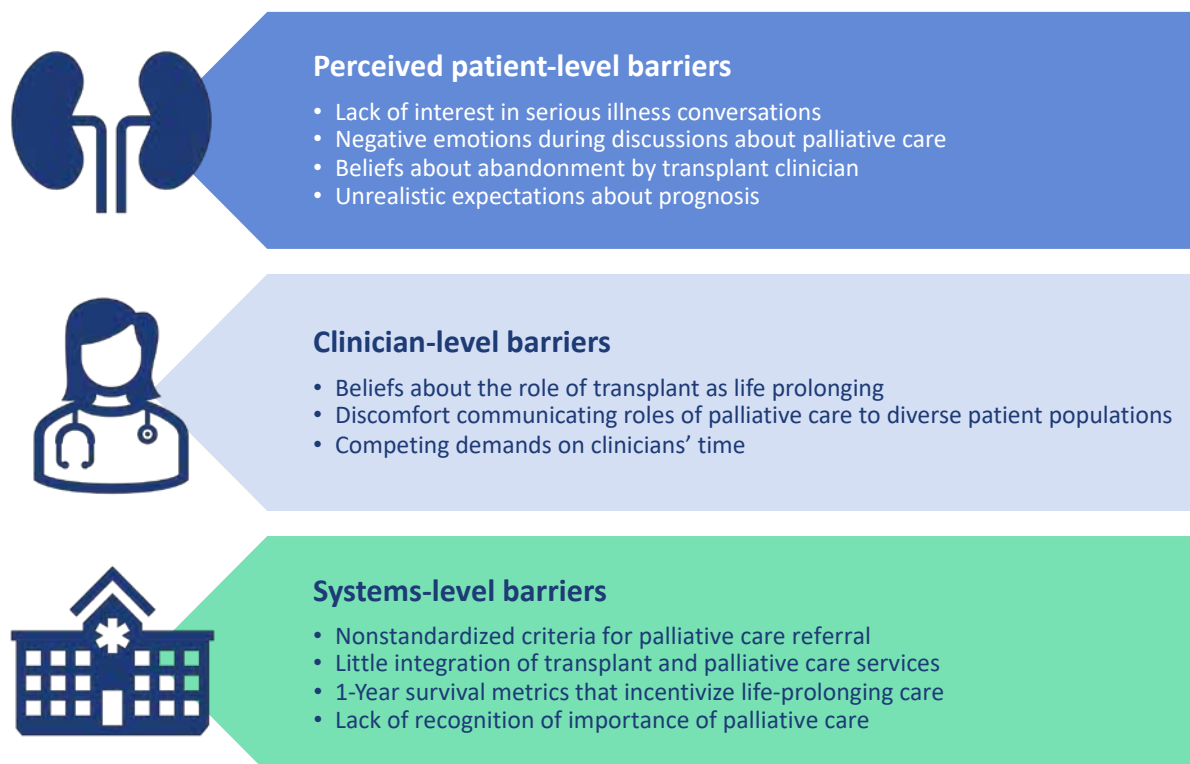 Perceived patient-level barriers
• Lack of interest in serious illness conversations
• Negative emotions during discussions about palliative care
• Beliefs about abandonment by transplant clinician
• Unrealistic expectations about prognosis
Clinician-level barriers
• Beliefs about the role of transplant as life prolonging
• Discomfort communicating roles of palliative care to diverse patient populations
• Competing demands on clinicians’ time
Systems-level barriers
• Nonstandardized criteria for palliative care referral
• Little integration of transplant and palliative care services
• 1-Year survival metrics that incentivize life-prolonging care
• Lack of recognition of importance of palliative care